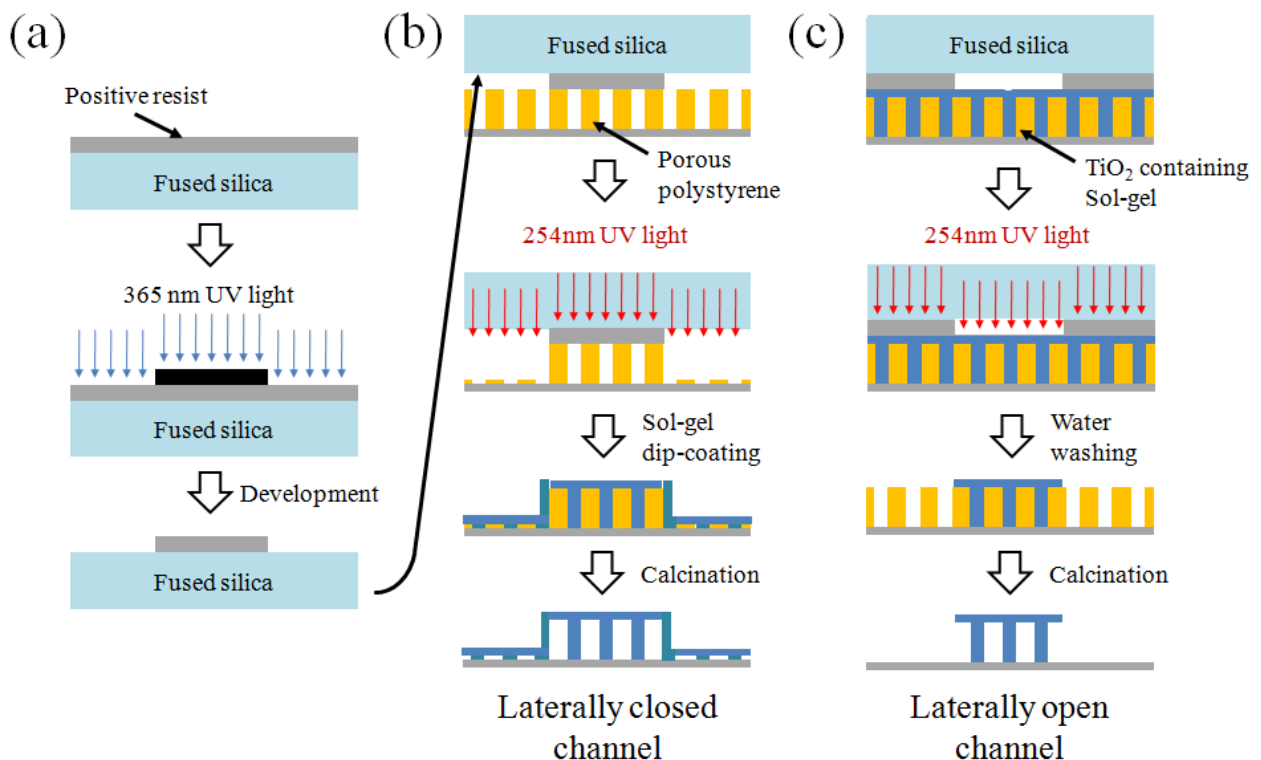 (a)
Positive resist
Fused silica
365 nm UV light
Fused silica
Development
Fused silica
(b)
Fused silica
Porous
polystyrene
254nm UV light
Sol-gel
dip-coating
Calcination
Laterally closed
channel
(c)
Fused silica
TiO₂ containing
Sol-gel
254nm UV light
Water
washing
Calcination
Laterally open
channel